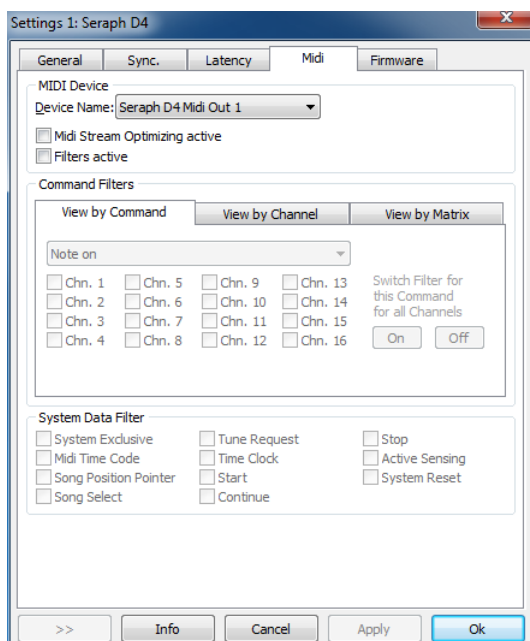 Settings 1: Seraph D4
General Sync. Latency Midi Firmware
MIDI Device
Device Name: Seraph D4 Midi Out 1
Midi Stream Optimizing active
Filters active
Command Filters
View by Command View by Channel View by Matrix
Note on
Chn. 1 Chn. 5 Chn. 9 Chn. 13 Switch Filter for
Chn. 2 Chn. 6 Chn. 10 Chn. 14 this Command
Chn. 3 Chn. 7 Chn. 11 Chn. 15 for all Channels
Chn. 4 Chn. 8 Chn. 12 Chn. 16 On Off
System Data Filter
System Exclusive Tune Request Stop
Midi Time Code Time Clock Active Sensing
Song Position Pointer Start System Reset
Song Select Continue
>> Info Cancel Apply Ok